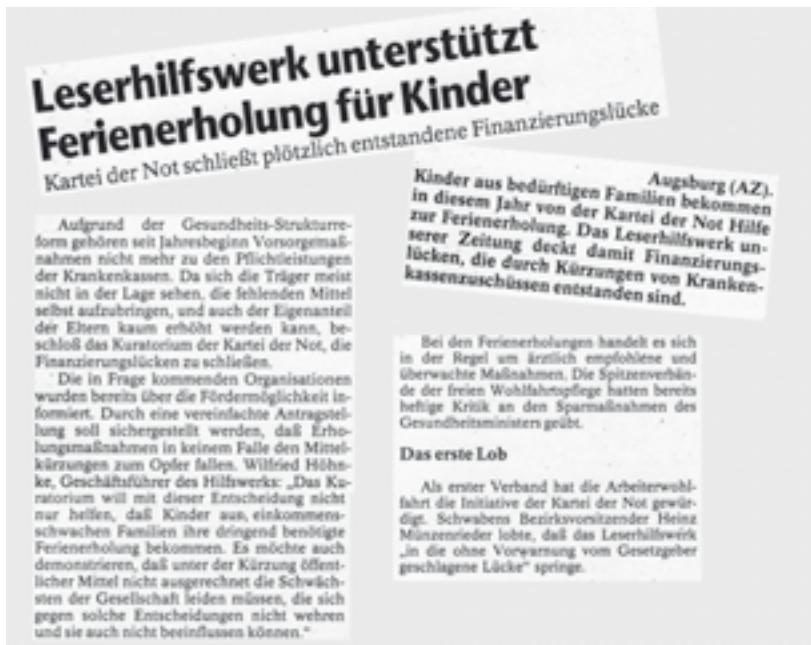 Leserhilfswerk unterstützt
Ferienerholung für Kinder
Kartei der Not schließt plötzlich entstandene Finanzierungslücke
Augsburg (AZ).
Kinder aus bedürftigen Familien bekommen
in diesem Jahr von der Kartei der Not Hilfe
zur Ferienerholung. Das Leserhilfswerk un-
serer Zeitung deckt damit Finanzierungs-
lücken, die durch Kürzungen von Kranken-
kassenzuschüssen entstanden sind.
Aufgrund der Gesundheits-Strukturre-
form gehören seit Jahresbeginn Vorsorgemaß-
nahmen nicht mehr zu den Pflichtleistungen
der Krankenkassen. Da sich die Träger meist
nicht in der Lage sehen, die fehlenden Mittel
selbst aufzubringen, und auch der Eigenanteil
der Eltern kaum erhöht werden kann, be-
schloß das Kuratorium der Kartei der Not, die
Finanzierungslücken zu schließen.
Die in Frage kommenden Organisationen
wurden bereits über die Fördermöglichkeit in-
formiert. Durch eine vereinfachte Antragstel-
lung soll sichergestellt werden, daß Erho-
lungsmaßnahmen in keinem Falle den Mittel-
kürzungen zum Opfer fallen. Wilfried Höhn-
ke, Geschäftsführer des Hilfswerks: „Das Ku-
ratorium will mit dieser Entscheidung nicht
nur helfen, daß Kinder aus einkommens-
schwachen Familien ihre dringend benötigte
Ferienerholung bekommen. Es möchte auch
demonstrieren, daß unter der Kürzung öffent-
licher Mittel nicht ausgerechnet die Schwäch-
sten der Gesellschaft leiden müssen, die sich
gegen solche Entscheidungen nicht wehren
und sie auch nicht beeinflussen können.“
Bei den Ferienerholungen handelt es sich
in der Regel um ärztlich empfohlene und
überwachte Maßnahmen. Die Spitzenverbän-
de der freien Wohlfahrtspflege hatten bereits
heftige Kritik an den Sparmaßnahmen des
Gesundheitsministers geübt.
Das erste Lob
Als erster Verband hat die Arbeiterwohl-
fahrt die Initiative der Kartei der Not gewür-
digt. Schwabens Bezirksvorsitzender Heinz
Münzenrieder lobte, daß das Leserhilfswerk
„in die ohne Vorwarnung vom Gesetzgeber
geschlagene Lücke“ springe.